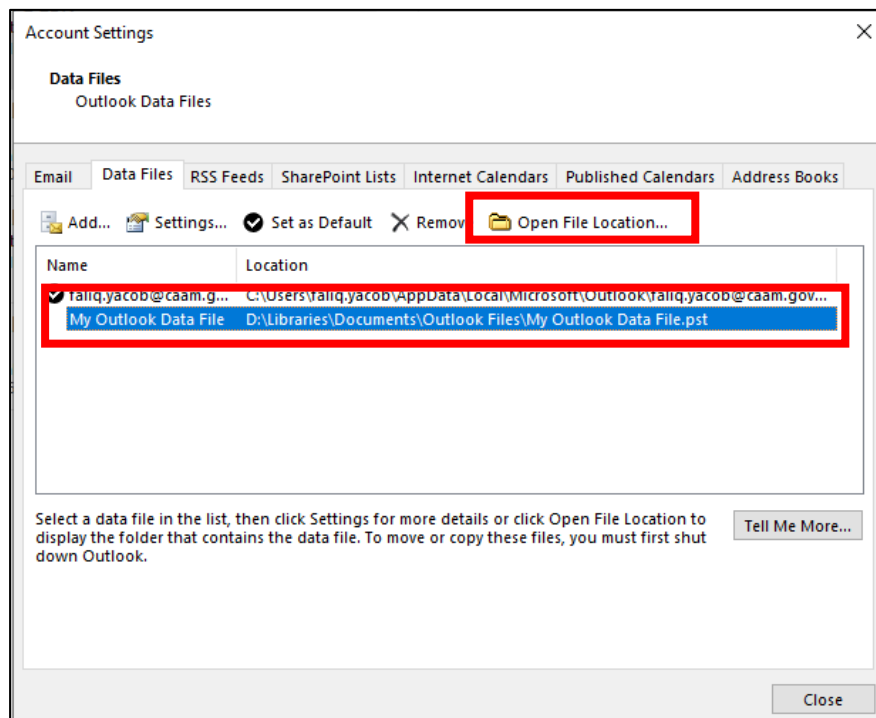 Account Settings
Data Files
Outlook Data Files
Email Data Files RSS Feeds SharePoint Lists Internet Calendars Published Calendars Address Books
Add... Settings... Set as Default Remov Open File Location...
Name Location
faliq.yacob@caam.g... C:\Users\faliq.yacob\AppData\Local\Microsoft\Outlook\faliq.yacob@caam.gov...
My Outlook Data File D:\Libraries\Documents\Outlook Files\My Outlook Data File.pst
Select a data file in the list, then click Settings for more details or click Open File Location to
display the folder that contains the data file. To move or copy these files, you must first shut
down Outlook.
Tell Me More...
Close